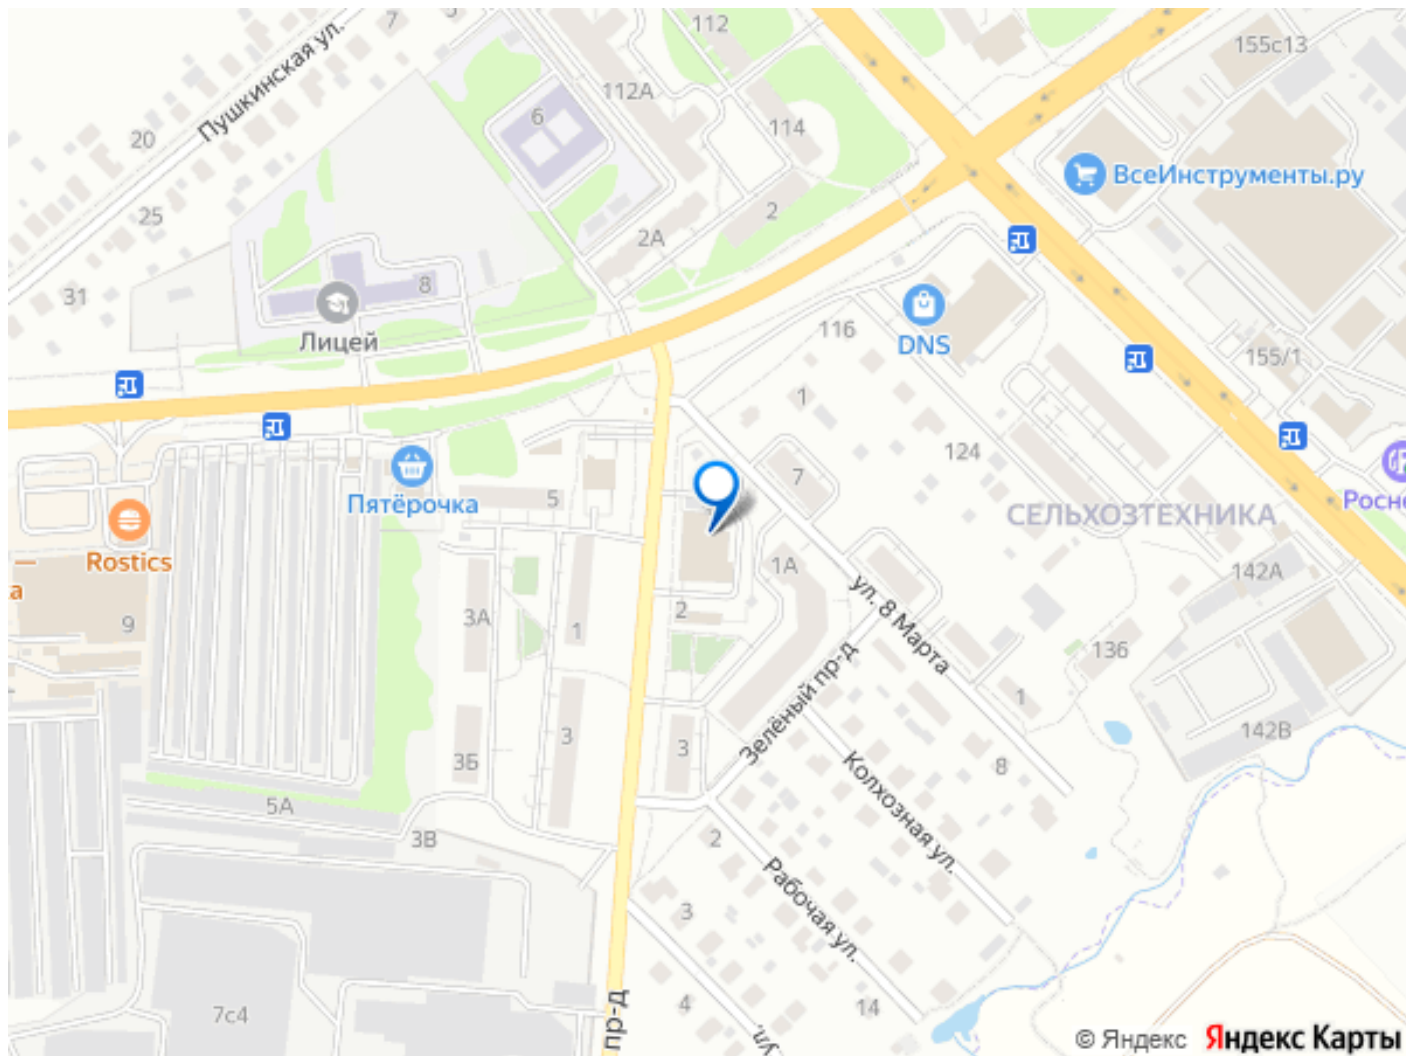 112
7
5
155с13
Пушкинская ул.
112А
6
20
114
ВсеИнструменты.ру
25
2
2А
31
8
Лицей
116
DNS
155/1
1
124
7
Пятёрочка
5
СЕЛЬХОЗТЕХНИКА
Росн
Rostics
а
9
1А
142А
ул. 8 Марта
3А
1
2
136
Зелёный пр-д
1
3Б
3
3
8
142В
Колхозная ул.
5А
3В
2
Рабочая ул.
3
4
14
7с4
пр-д
ул.
© Яндекс
Яндекс Карты